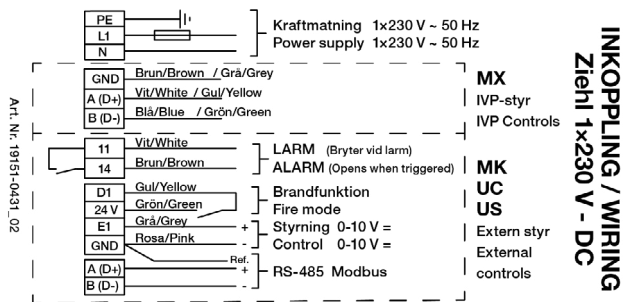 PE
L1
N
Kraftmatning 1×230 V ~ 50 Hz
Power supply 1×230 V ~ 50 Hz
GND Brun/Brown / Grå/Grey
A (D+) Vit/White / Gul/Yellow
B (D-) Blå/Blue / Grön/Green
MX
IVP-styr
IVP Controls
11 Vit/White
14 Brun/Brown
LARM (Bryter vid larm)
ALARM (Opens when triggered)
D1 Gul/Yellow
24 V Grön/Green
Brandfunktion
Fire mode
E1 Grå/Grey +
GND Rosa/Pink -
Styrning 0-10 V =
Control 0-10 V =
Ref.
A (D+) +
B (D-) -
RS-485 Modbus
MK
UC
US
Extern styr
External
controls
INKOPPLING / WIRING
Ziehl 1×230 V - DC
Art. Nr. 19151-0431_02